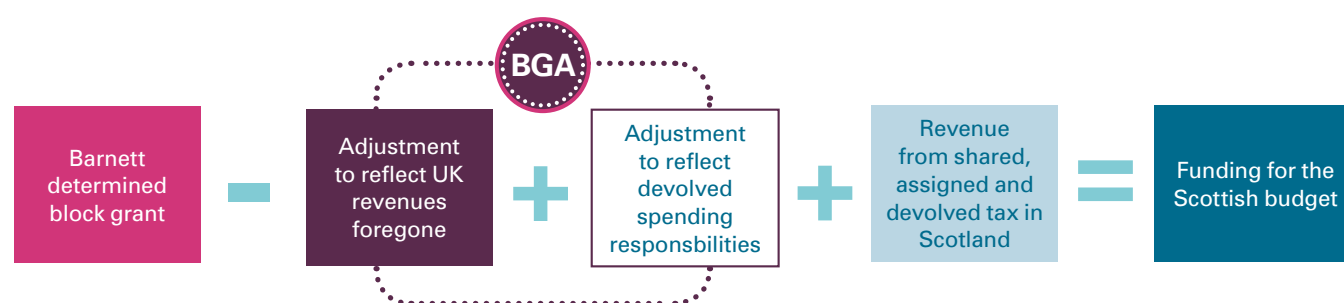 BGA
Barnett
determined
block grant
-
Adjustment
to reflect UK
revenues
foregone
+
Adjustment
to reflect
devolved
spending
responsbilities
+
Revenue
from shared,
assigned and
devolved tax in
Scotland
=
Funding for the
Scottish budget